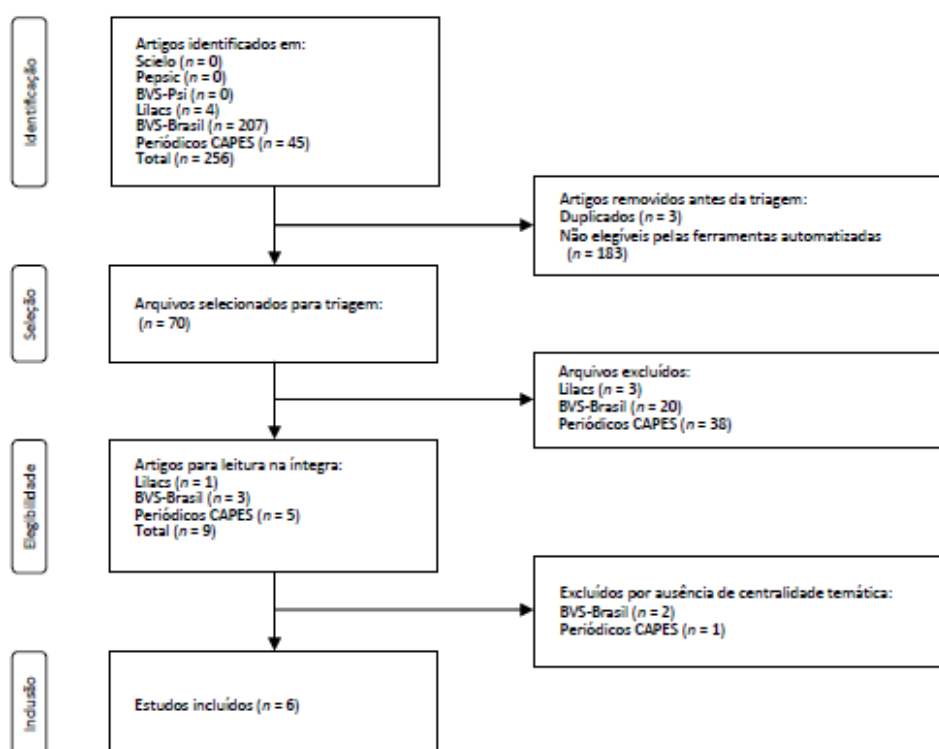 Identificação
Artigos identificados em:
Scielo (n = 0)
Pepsic (n = 0)
BVS-Psi (n = 0)
Lilacs (n = 4)
BVS-Brasil (n = 207)
Periódicos CAPES (n = 45)
Total (n = 256)
Artigos removidos antes da triagem:
Duplicados (n = 3)
Não elegíveis pelas ferramentas automatizadas
(n = 183)
Seleção
Arquivos selecionados para triagem:
(n = 70)
Arquivos excluídos:
Lilacs (n = 3)
BVS-Brasil (n = 20)
Periódicos CAPES (n = 38)
Elegibilidade
Artigos para leitura na íntegra:
Lilacs (n = 1)
BVS-Brasil (n = 3)
Periódicos CAPES (n = 5)
Total (n = 9)
Excluídos por ausência de centralidade temática:
BVS-Brasil (n = 2)
Periódicos CAPES (n = 1)
Inclusão
Estudos incluídos (n = 6)